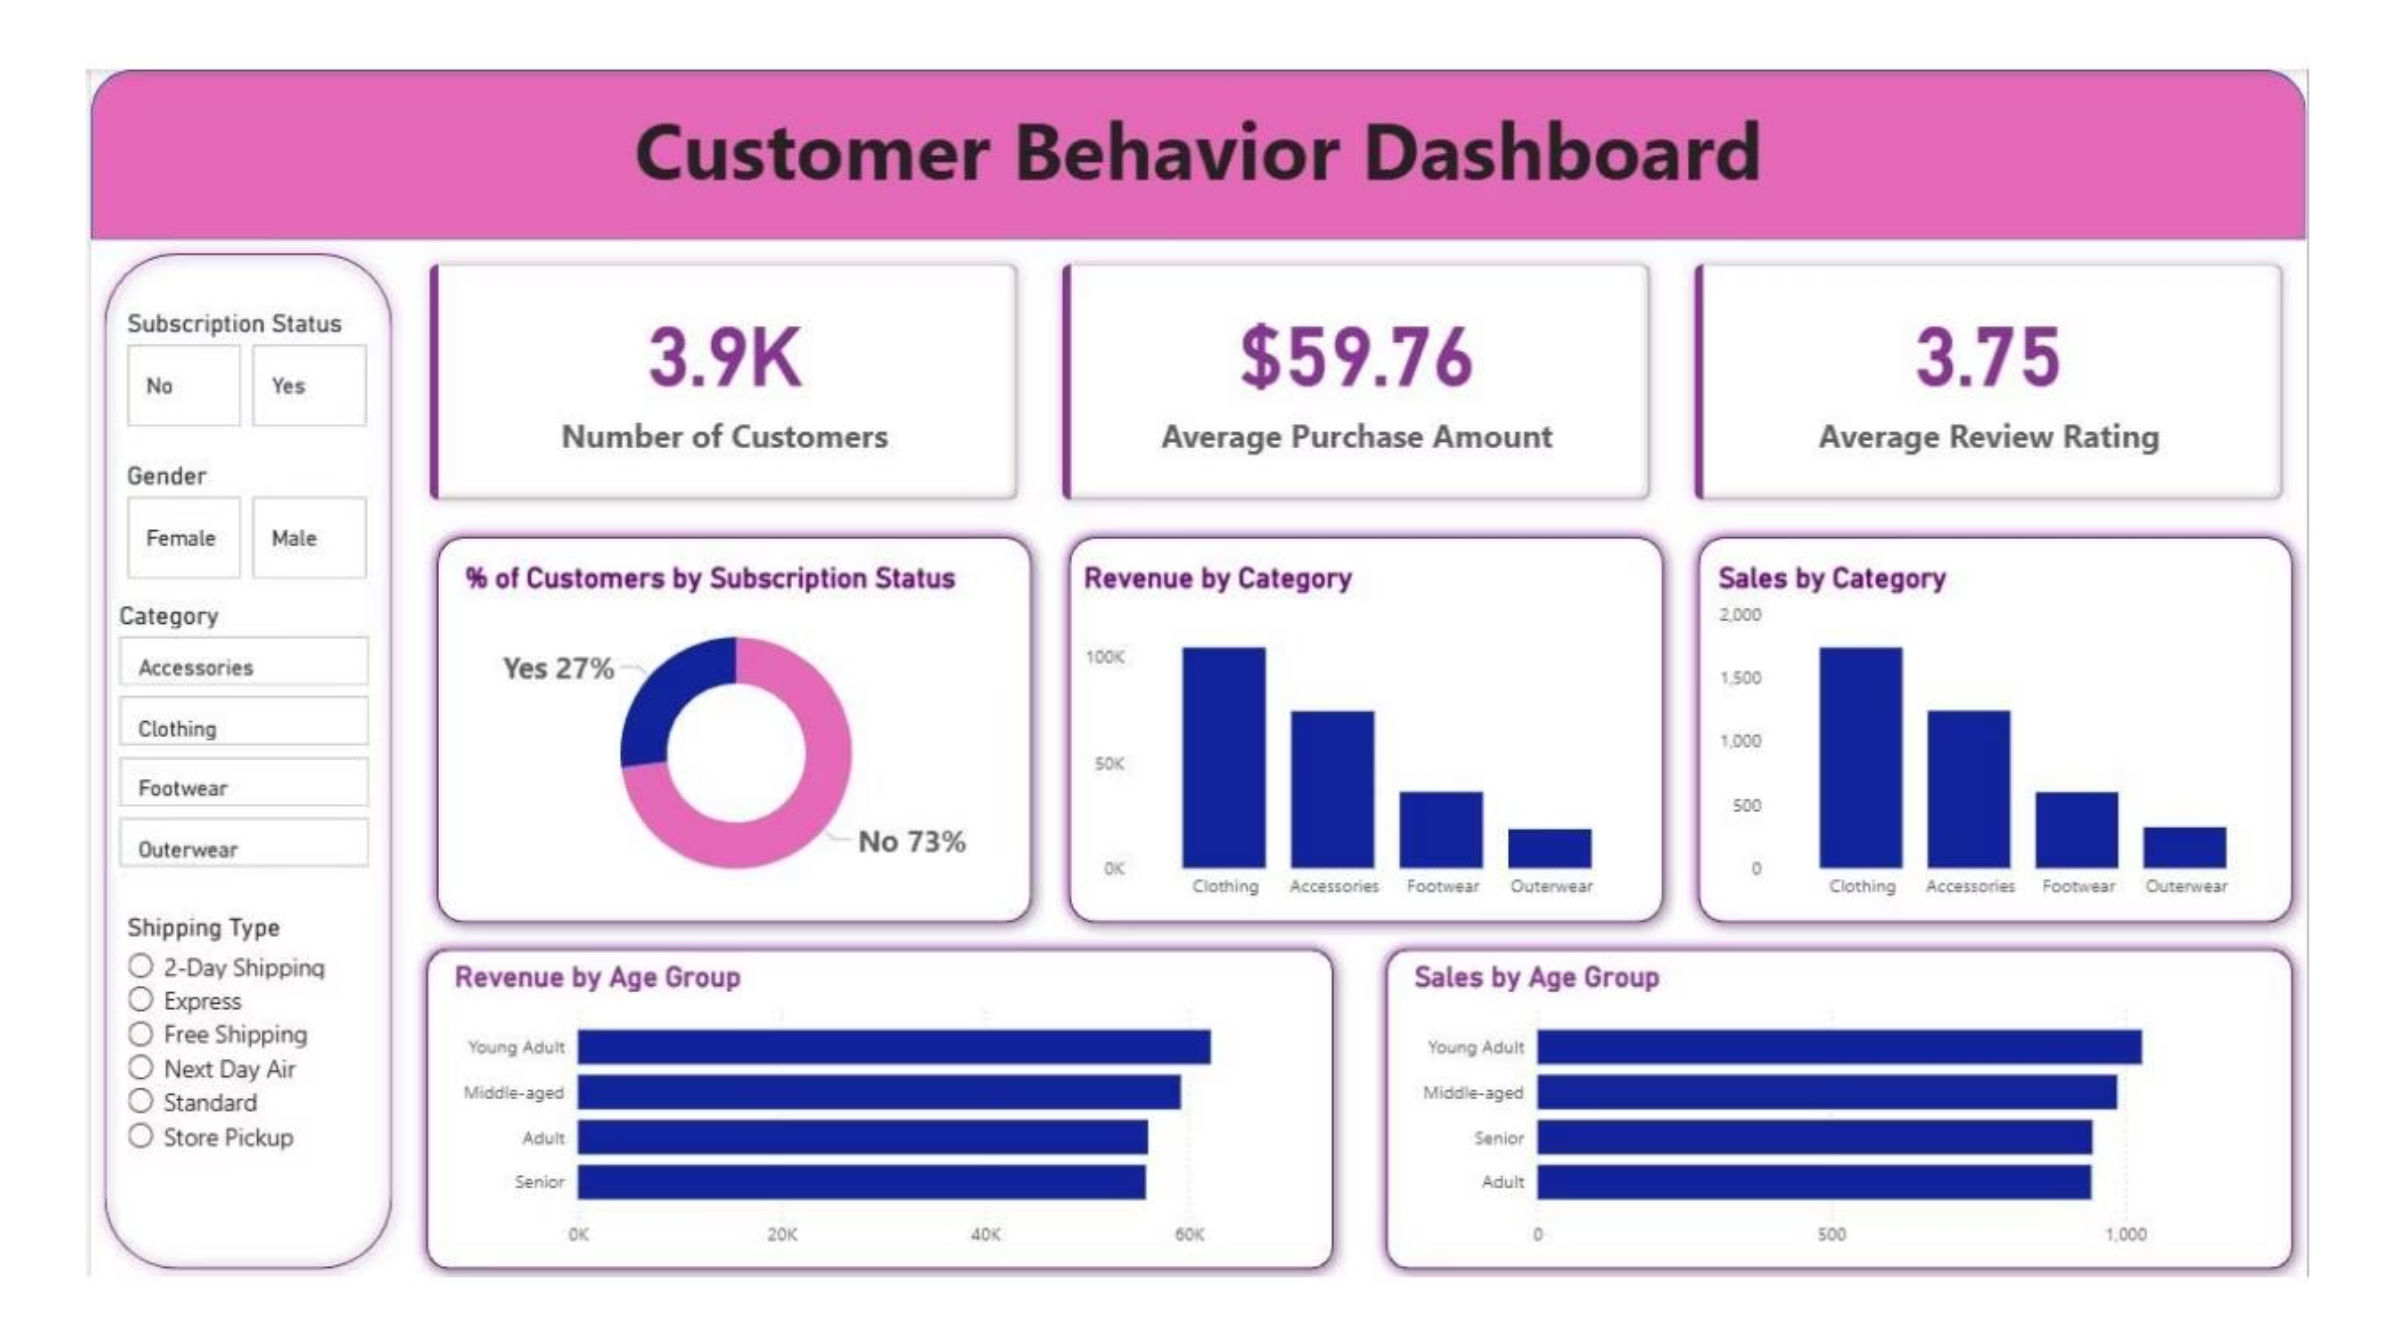 Customer Behavior Dashboard
Subscription Status
No Yes
Gender
Female Male
Category
Accessories
Clothing
Footwear
Outerwear
Shipping Type
2-Day Shipping
Express
Free Shipping
Next Day Air
Standard
Store Pickup
3.9K
Number of Customers
$59.76
Average Purchase Amount
3.75
Average Review Rating
% of Customers by Subscription Status
Yes 27%
No 73%
Revenue by Category
100K
50K
0K
Clothing Accessories Footwear Outerwear
Sales by Category
2,000
1,500
1,000
500
0
Clothing Accessories Footwear Outerwear
Revenue by Age Group
Young Adult
Middle-aged
Adult
Senior
0K 20K 40K 60K
Sales by Age Group
Young Adult
Middle-aged
Senior
Adult
0 500 1,000